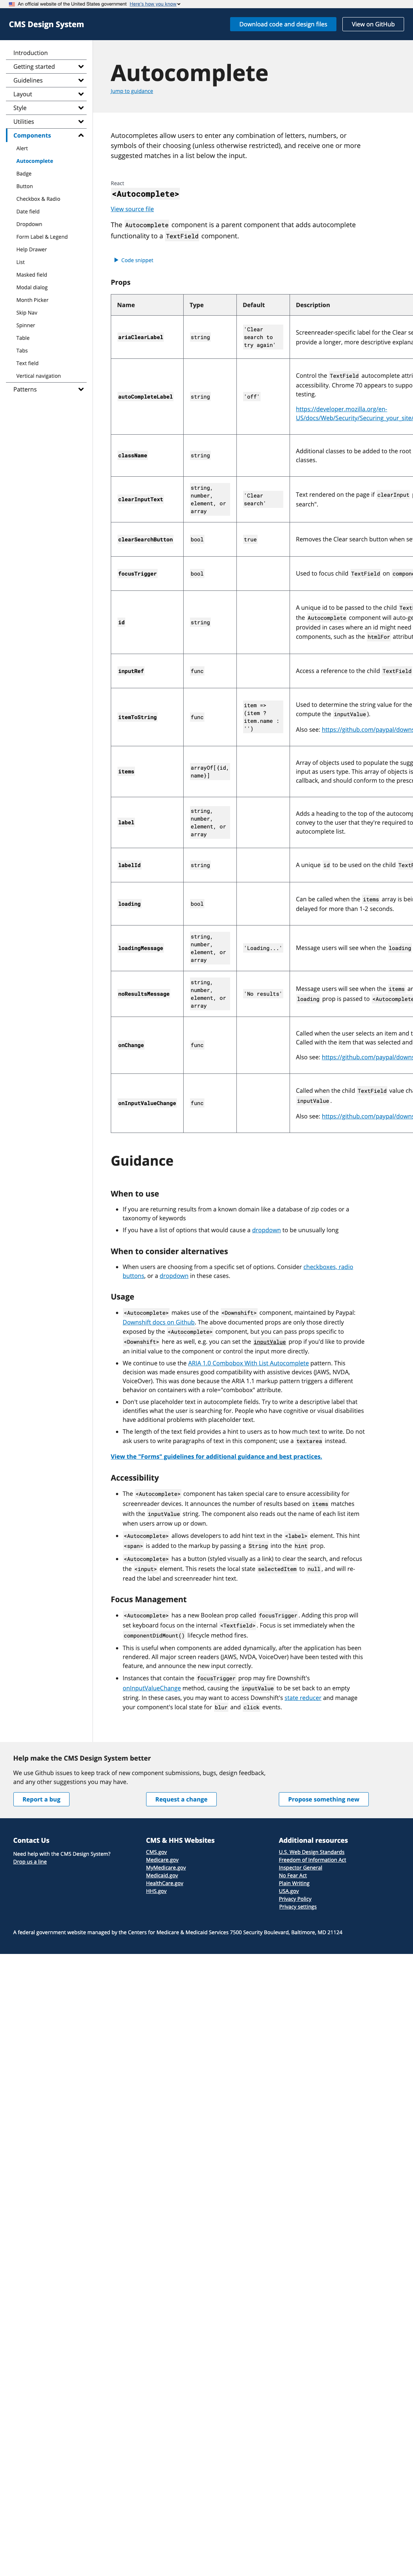 An official website of the United States government Here's how you know
CMS Design System
Download code and design files
View on GitHub
Introduction
Getting started
Guidelines
Layout
Style
Utilities
Components
Alert
Autocomplete
Badge
Button
Checkbox & Radio
Date field
Dropdown
Form Label & Legend
Help Drawer
List
Masked field
Modal dialog
Month Picker
Skip Nav
Spinner
Table
Tabs
Text field
Vertical navigation
Patterns
Autocomplete
Jump to guidance
Autocompletes allow users to enter any combination of letters, numbers, or
symbols of their choosing (unless otherwise restricted), and receive one or more
suggested matches in a list below the input.
React
<Autocomplete>
View source file
The Autocomplete component is a parent component that adds autocomplete
functionality to a TextField component.
Code snippet
Props
Name Type Default Description
ariaClearLabel string 'Clear search to try again' Screenreader-specific label for the Clear se
provide a longer, more descriptive explana
autoCompleteLabel string 'off' Control the TextField autocomplete attri
accessibility. Chrome 70 appears to suppo
testing.
https://developer.mozilla.org/en-
US/docs/Web/Security/Securing_your_site/
className string Additional classes to be added to the root
classes.
clearInputText string, number, element, or array 'Clear search' Text rendered on the page if clearInput p
search".
clearSearchButton bool true Removes the Clear search button when se
focusTrigger bool Used to focus child TextField on compone
id string A unique id to be passed to the child Text
the Autocomplete component will auto-ge
provided in cases where an id might need
components, such as the htmlFor attribut
inputRef func Access a reference to the child TextField
itemToString func item => (item ? item.name : '') Used to determine the string value for the
compute the inputValue).
Also see: https://github.com/paypal/downs
items arrayOf[{id, name}] Array of objects used to populate the sugg
input as users type. This array of objects is
callback, and should conform to the prescr
label string, number, element, or array Adds a heading to the top of the autocomp
convey to the user that they're required to
autocomplete list.
labelId string A unique id to be used on the child TextF
loading bool Can be called when the items array is bein
delayed for more than 1-2 seconds.
loadingMessage string, number, element, or array 'Loading...' Message users will see when the loading
noResultsMessage string, number, element, or array 'No results' Message users will see when the items ar
loading prop is passed to <Autocomplete
onChange func Called when the user selects an item and t
Called with the item that was selected and
Also see: https://github.com/paypal/downs
onInputValueChange func Called when the child TextField value cha
inputValue.
Also see: https://github.com/paypal/downs
Guidance
When to use
If you are returning results from a known domain like a database of zip codes or a
taxonomy of keywords
If you have a list of options that would cause a dropdown to be unusually long
When to consider alternatives
When users are choosing from a specific set of options. Consider checkboxes, radio
buttons, or a dropdown in these cases.
Usage
<Autocomplete> makes use of the <Downshift> component, maintained by Paypal:
Downshift docs on Github. The above documented props are only those directly
exposed by the <Autocomplete> component, but you can pass props specific to
<Downshift> here as well, e.g. you can set the inputValue prop if you'd like to provide
an initial value to the control that the component wraps directly.
We continue to use the ARIA 1.0 Combobox With List Autocomplete pattern. This
decision was made ensures good compatibility with assistive devices (JAWS, NVDA,
VoiceOver). This was done because the ARIA 1.1 markup pattern triggers a different
behavior on containers with a role="combobox" attribute.
Don't use placeholder text in autocomplete fields. Try to write a descriptive label that
identifies what the user is searching for. People who have cognitive or visual disabilities
have additional problems with placeholder text.
The length of the text field provides a hint to users as to how much text to write. Do not
ask users to write paragraphs of text in this component; use a textarea instead.
View the "Forms" guidelines for additional guidance and best practices.
Accessibility
The <Autocomplete> component has taken special care to ensure accessibility for
screenreader devices. It announces the number of results based on items matches
with the inputValue string. The component also reads out the name of each list item
when users arrow up or down.
<Autocomplete> allows developers to add hint text in the <label> element. This hint
<span> is added to the markup by passing a String into the hint prop.
<Autocomplete> has a button (styled visually as a link) to clear the search, and refocus
the <input> element. This resets the local state selectedItem to null, and will re-
read the label and screenreader hint text.
Focus Management
<Autocomplete> has a new Boolean prop called focusTrigger. Adding this prop will
set keyboard focus on the internal <Textfield>. Focus is set immediately when the
componentDidMount() lifecycle method fires.
This is useful when components are added dynamically, after the application has been
rendered. All major screen readers (JAWS, NVDA, VoiceOver) have been tested with this
feature, and announce the new input correctly.
Instances that contain the focusTrigger prop may fire Downshift's
onInputValueChange method, causing the inputValue to be set back to an empty
string. In these cases, you may want to access Downshift's state reducer and manage
your component's local state for blur and click events.
Help make the CMS Design System better
We use Github issues to keep track of new component submissions, bugs, design feedback,
and any other suggestions you may have.
Report a bug
Request a change
Propose something new
Contact Us
Need help with the CMS Design System?
Drop us a line
CMS & HHS Websites
CMS.gov
Medicare.gov
MyMedicare.gov
Medicaid.gov
HealthCare.gov
HHS.gov
Additional resources
U.S. Web Design Standards
Freedom of Information Act
Inspector General
No Fear Act
Plain Writing
USA.gov
Privacy Policy
Privacy settings
A federal government website managed by the Centers for Medicare & Medicaid Services 7500 Security Boulevard, Baltimore, MD 21124